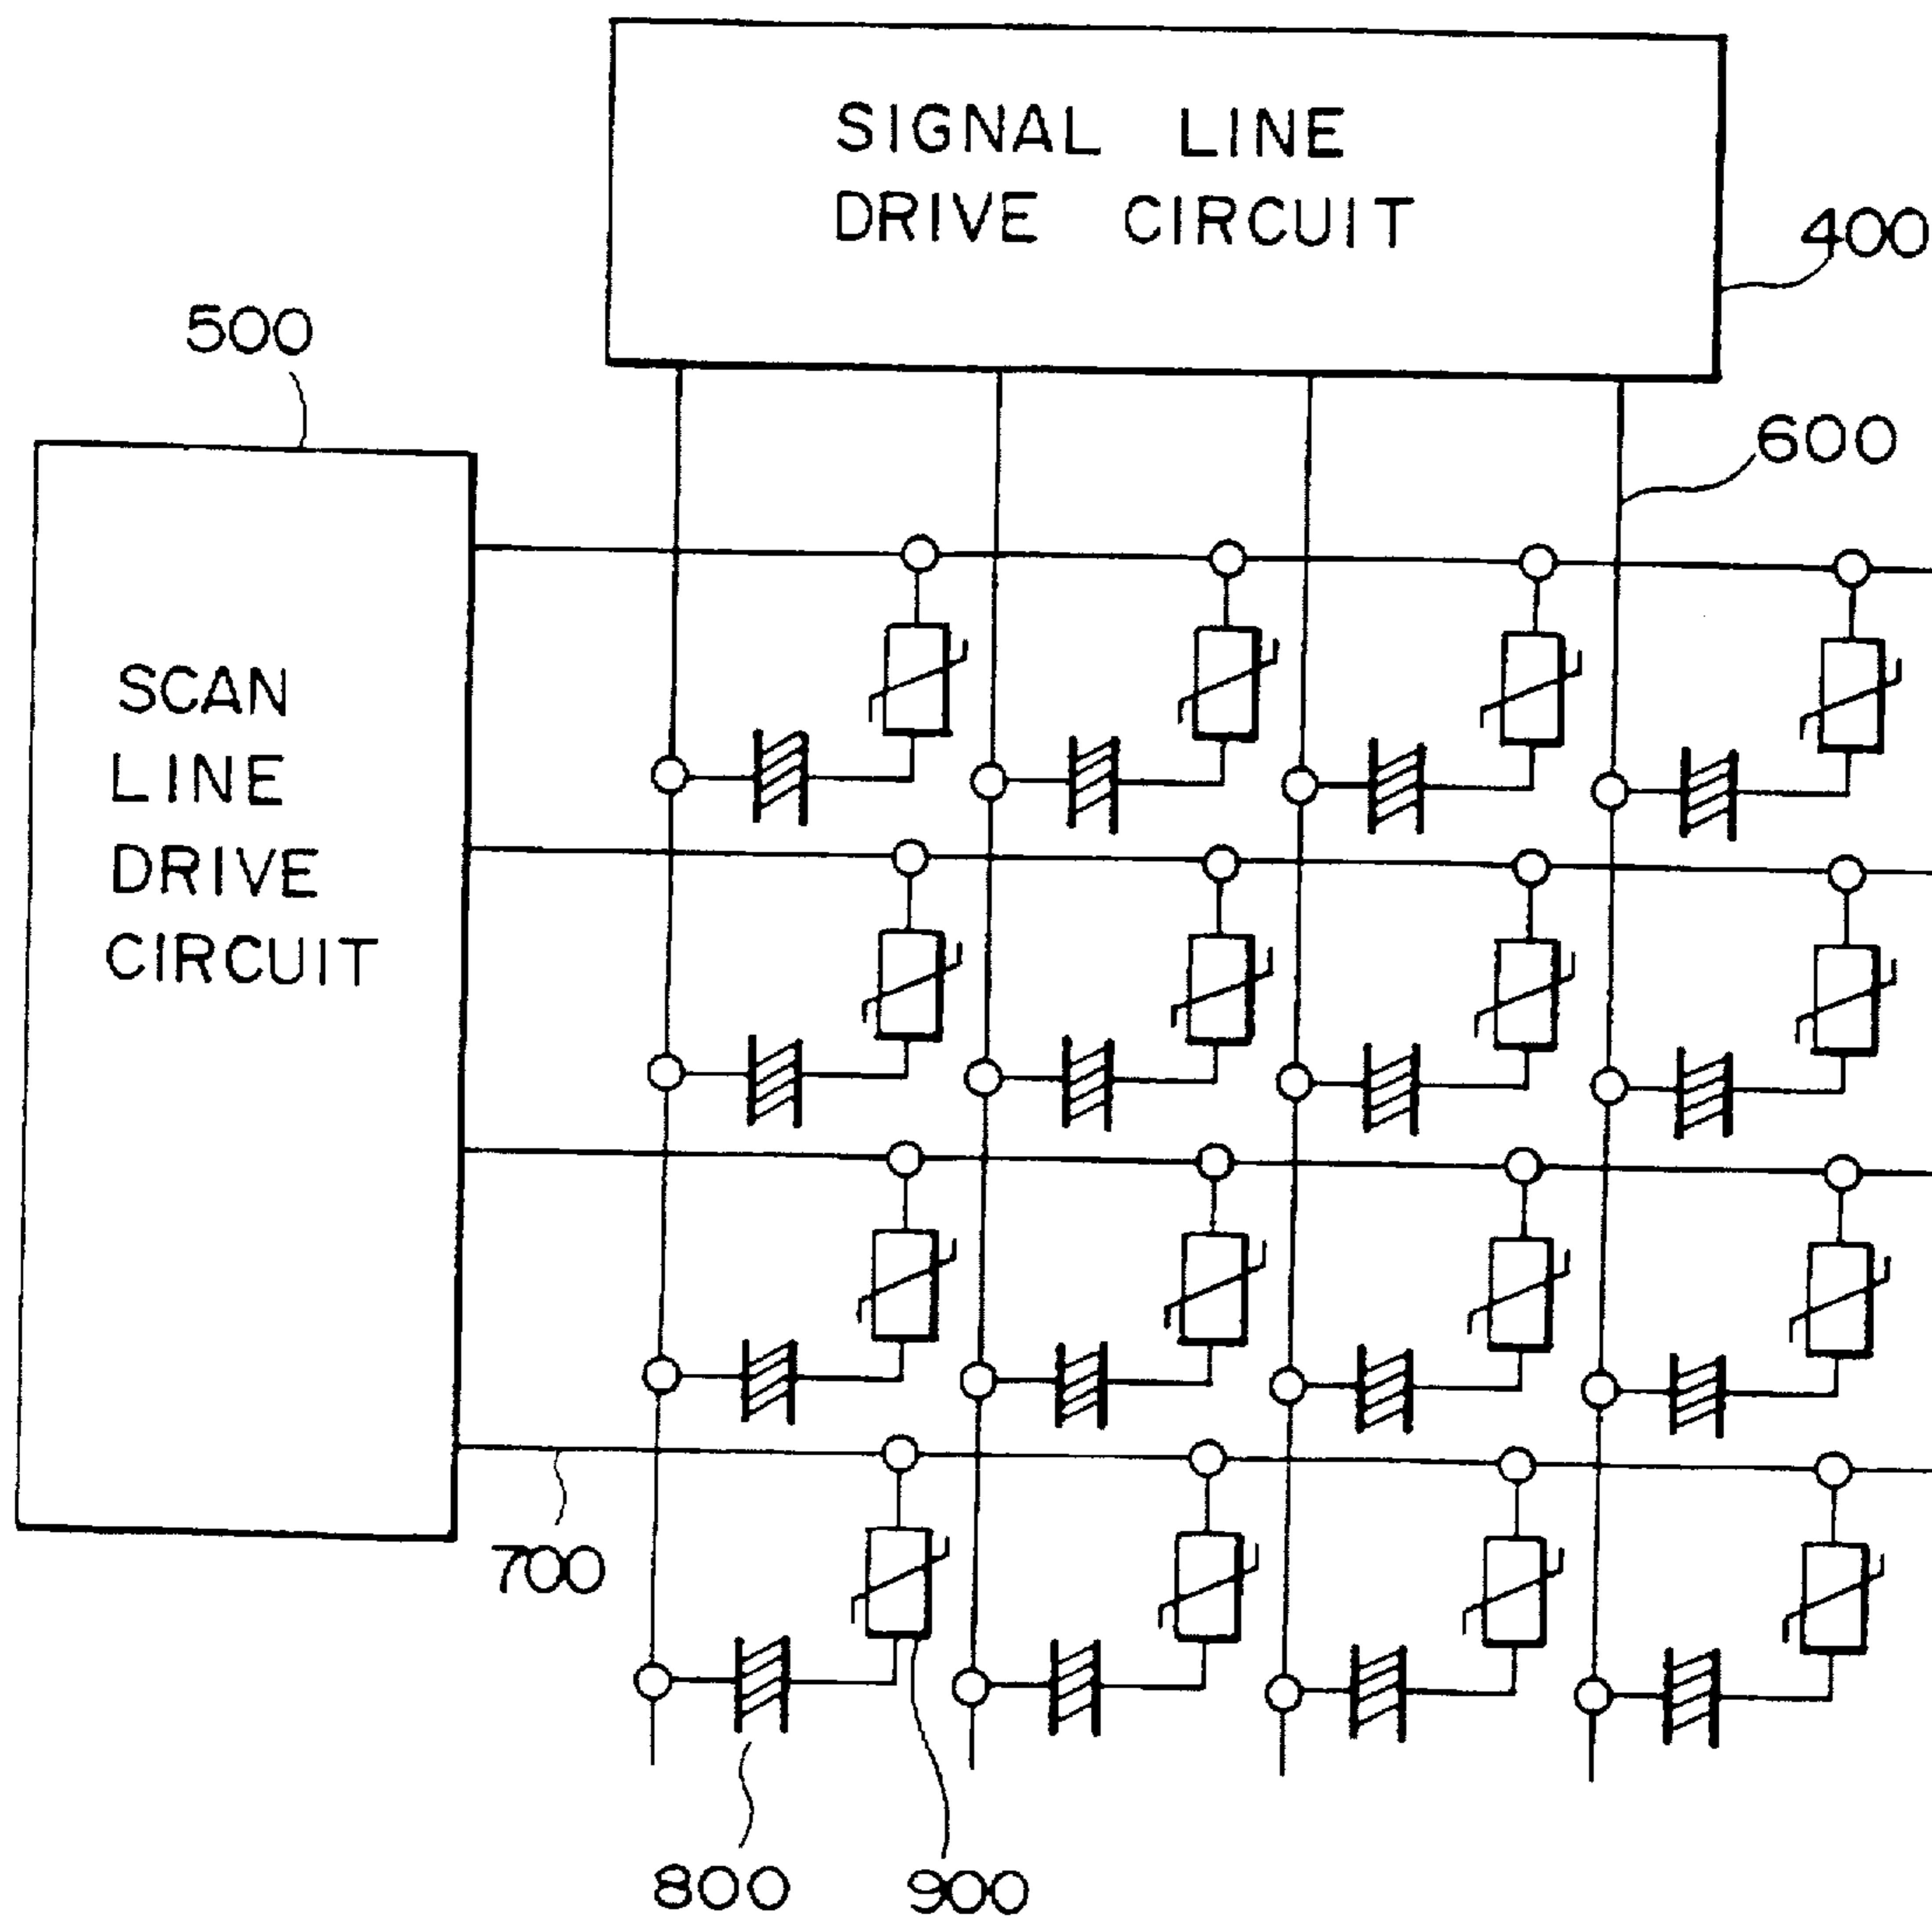 SIGNAL LINE
DRIVE CIRCUIT
400
500
600
SCAN
LINE
DRIVE
CIRCUIT
700
800
900